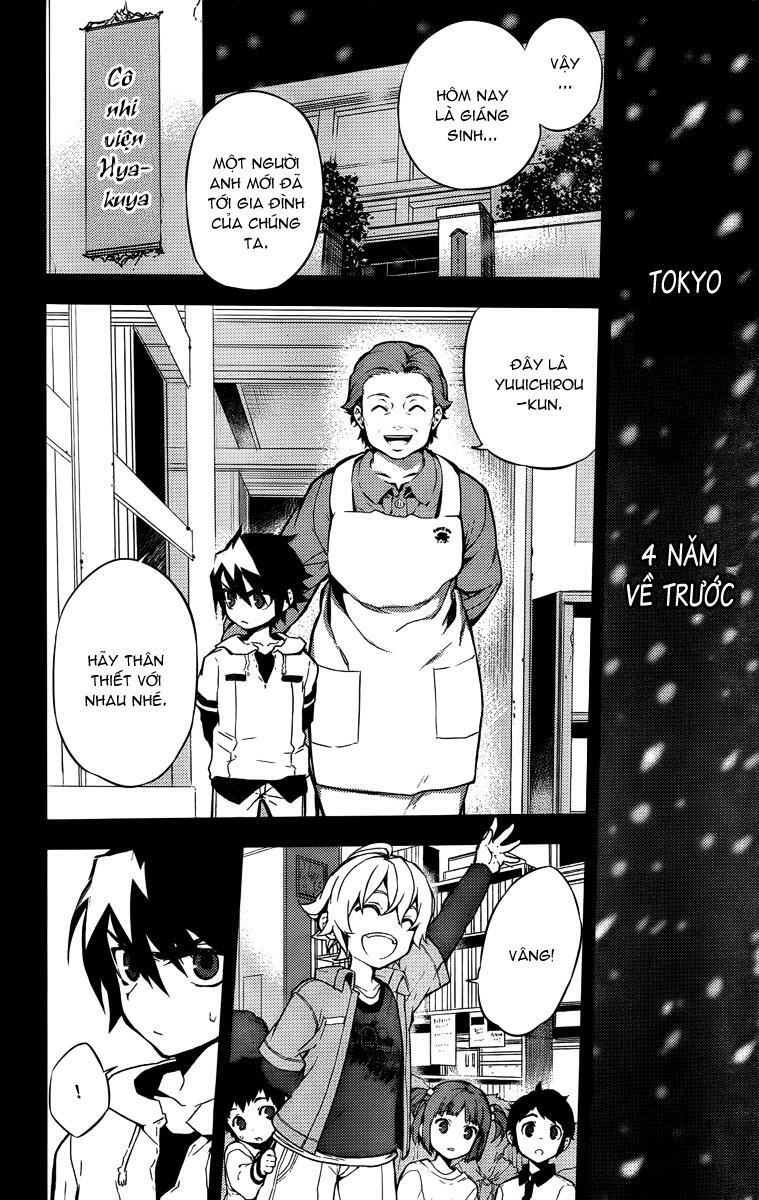 TOKYO
4 NĂM
VỀ TRƯỚC
VẬY
...
HÔM NAY
LÀ GIÁNG
SINH...
MỘT NGƯỜI
ANH MỚI ĐÃ
TỚI GIA ĐÌNH
CỦA CHÚNG
TA.
Cô
nhi
viện
Hya-
kuya
ĐÂY LÀ
YUUICHIROU
-KUN.
HÃY THÂN
THIẾT VỚI
NHAU NHÉ.
VÂNG!
!